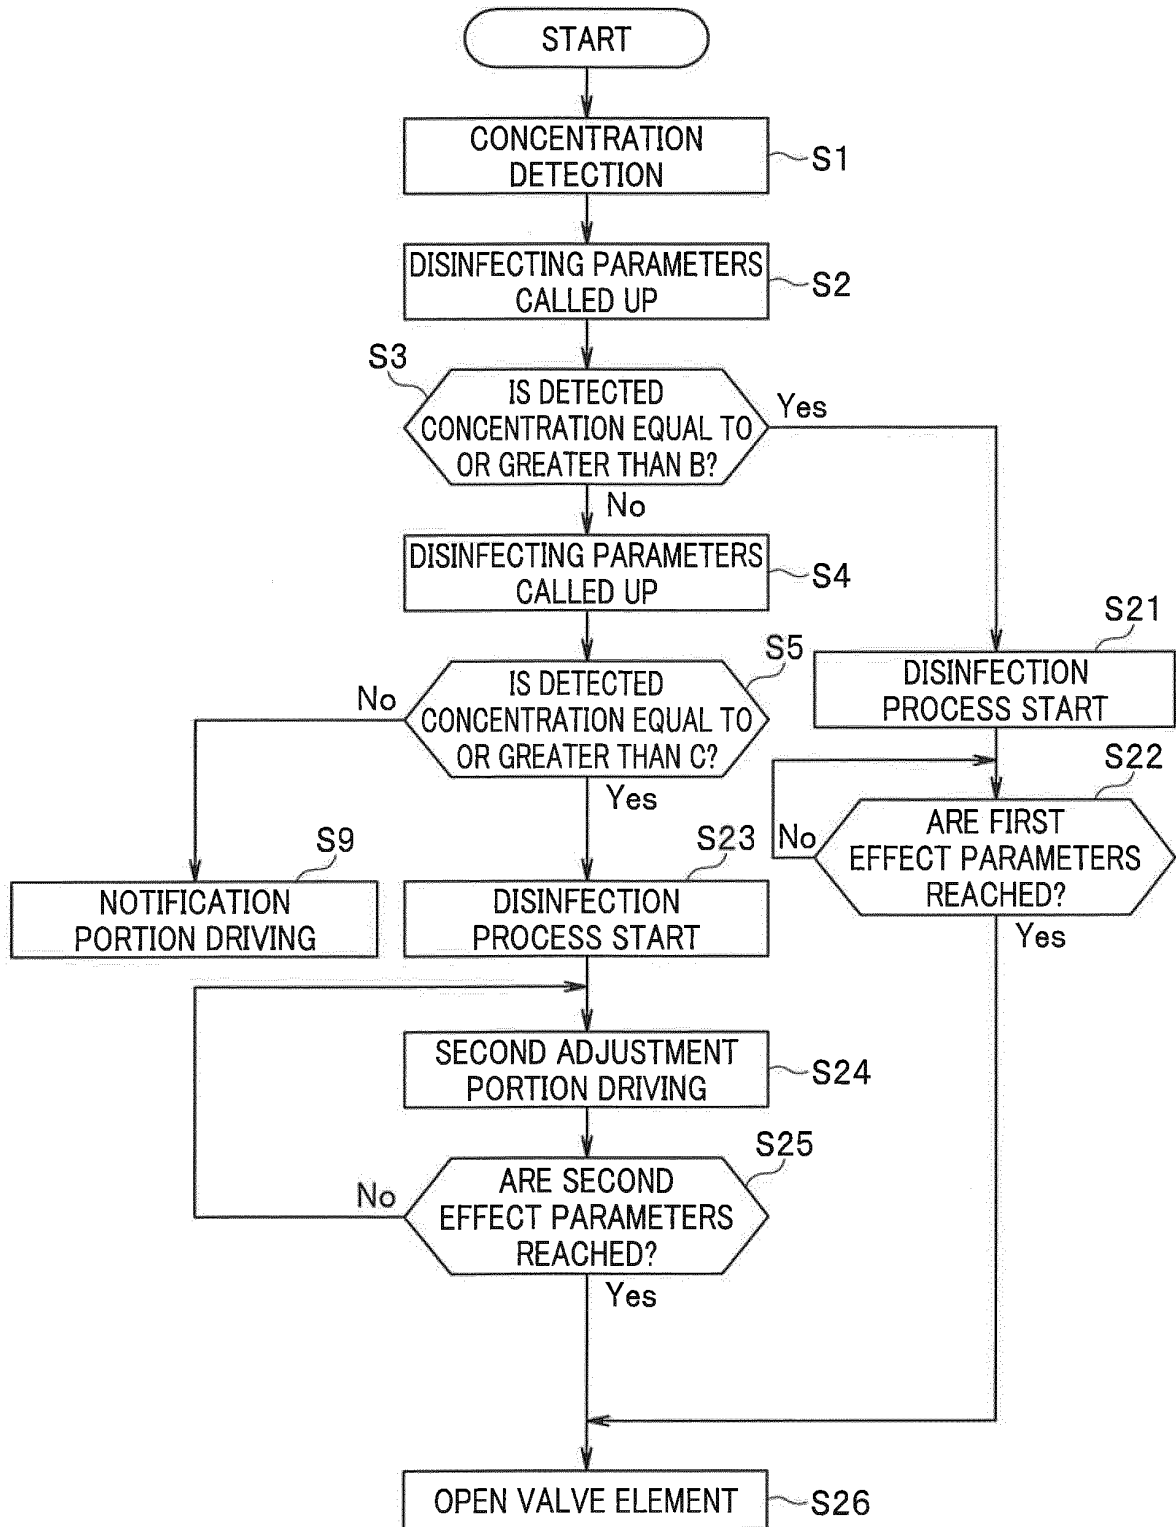 START
CONCENTRATION
DETECTION
S1
DISINFECTING PARAMETERS
CALLED UP
S2
S3
IS DETECTED
CONCENTRATION EQUAL TO
OR GREATER THAN B?
Yes
No
DISINFECTING PARAMETERS
CALLED UP
S4
S21
DISINFECTION
PROCESS START
S5
IS DETECTED
CONCENTRATION EQUAL TO
OR GREATER THAN C?
No
Yes
S22
ARE FIRST
EFFECT PARAMETERS
REACHED?
No
Yes
S9
NOTIFICATION
PORTION DRIVING
S23
DISINFECTION
PROCESS START
SECOND ADJUSTMENT
PORTION DRIVING
S24
S25
ARE SECOND
EFFECT PARAMETERS
REACHED?
No
Yes
OPEN VALVE ELEMENT
S26